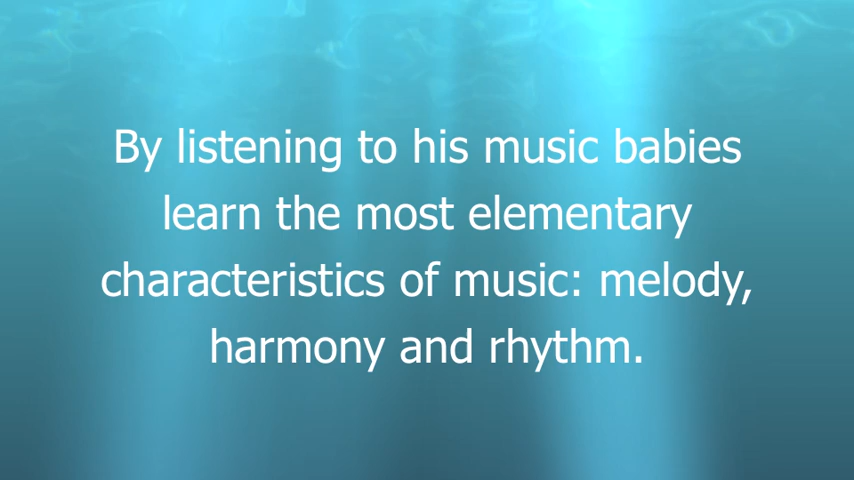 By listening to his music babies
learn the most elementary
characteristics of music: melody,
harmony and rhythm.